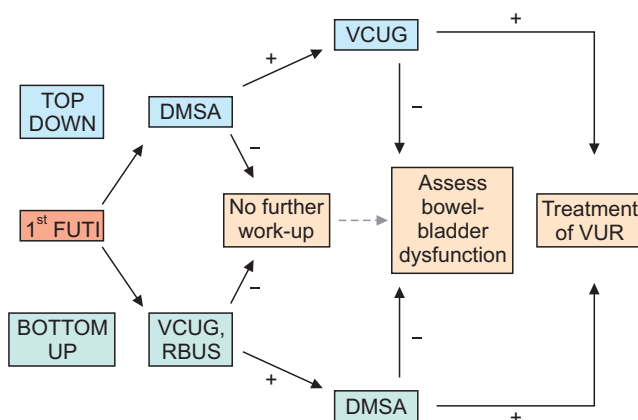 VCUG
+
+
TOP
DOWN
DMSA
–
–
1st FUTI
No further
work-up
Assess
bowel-
bladder
dysfunction
Treatment
of VUR
–
BOTTOM
UP
VCUG,
RBUS
–
+
DMSA
+